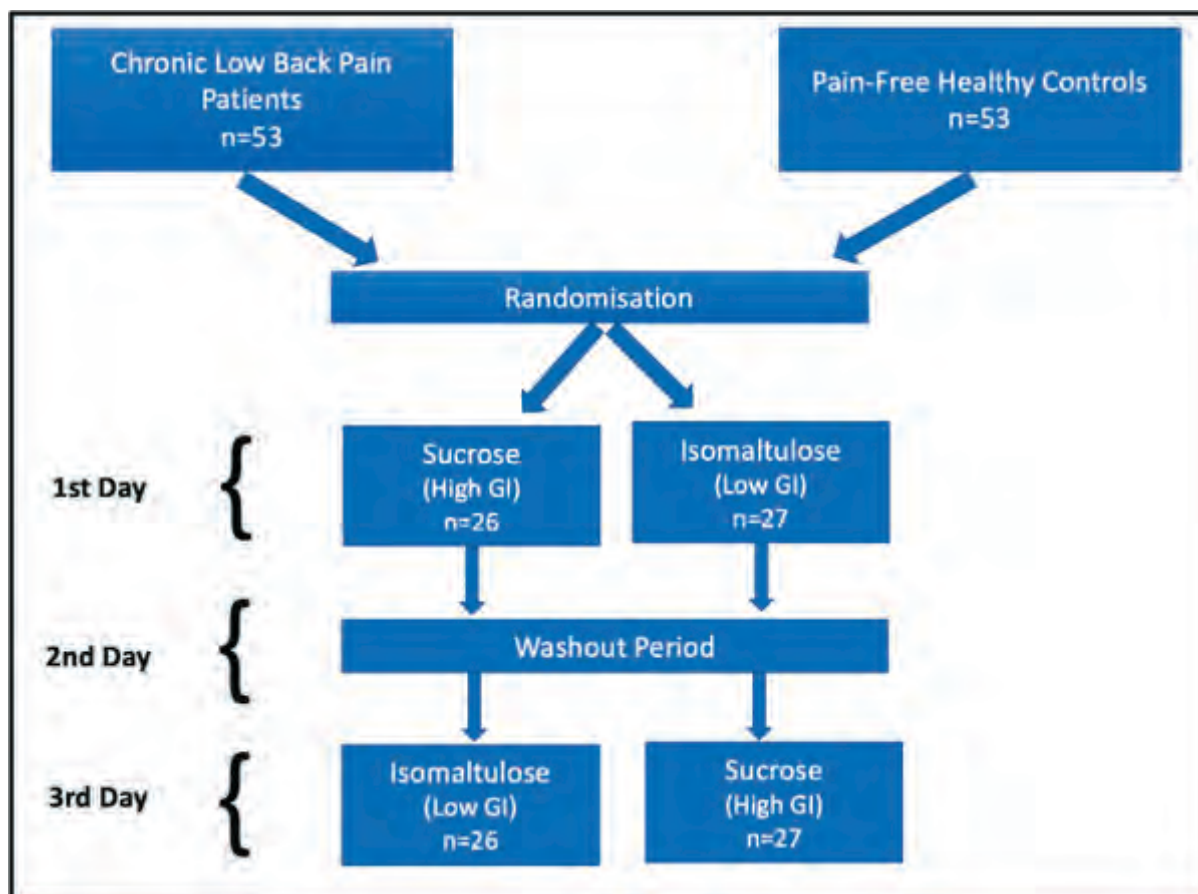 Chronic Low Back Pain
Patients
n=53
Pain-Free Healthy Controls
n=53
Randomisation
1st Day
Sucrose
(High GI)
n=26
Isomaltulose
(Low GI)
n=27
2nd Day
Washout Period
3rd Day
Isomaltulose
(Low GI)
n=26
Sucrose
(High GI)
n=27